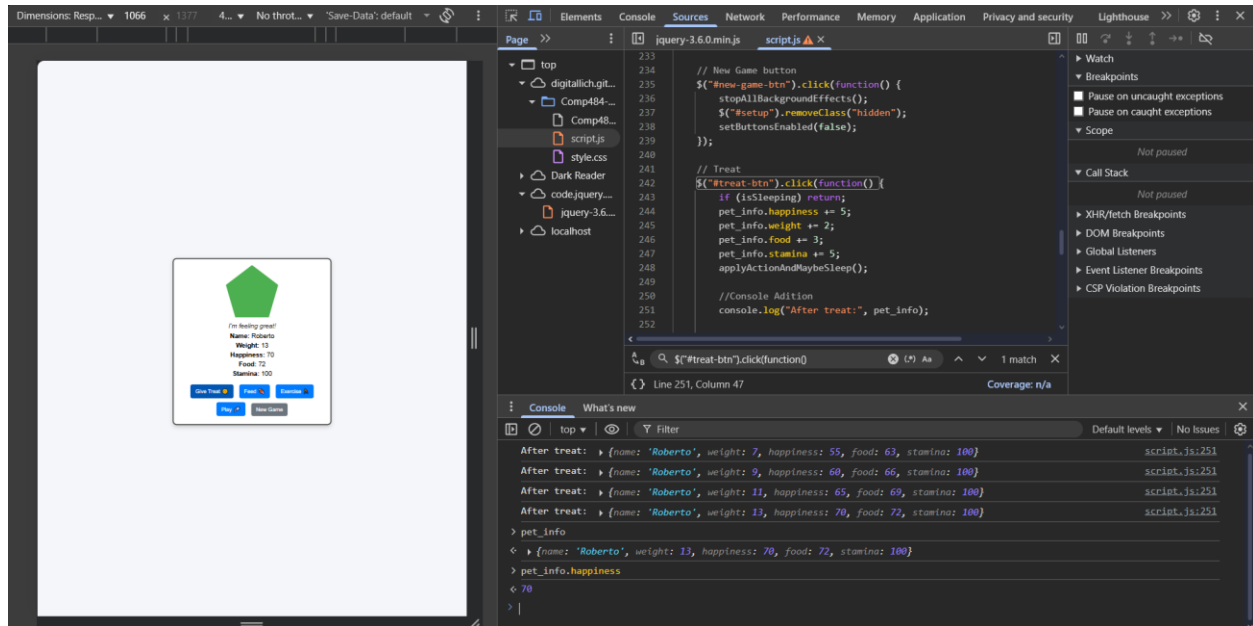 Dimensions: Resp... 1066 x 1377 4... No throt... 'Save-Data': default
Elements Console Sources Network Performance Memory Application Privacy and security Lighthouse
Page
jquery-3.6.0.min.js script.js
top
digitallich.git...
Comp484-...
Comp48...
script.js
style.css
Dark Reader
code.jquery....
jquery-3.6....
localhost
233
234 // New Game button
235 $("#new-game-btn").click(function() {
236 stopAllBackgroundEffects();
237 $("#setup").removeClass("hidden");
238 setButtonsEnabled(false);
239 });
240
241 // Treat
242 $("#treat-btn").click(function() {
243 if (isSleeping) return;
244 pet_info.happiness += 5;
245 pet_info.weight += 2;
246 pet_info.food += 3;
247 pet_info.stamina += 5;
248 applyActionAndMaybeSleep();
249
250 //Console Adition
251 console.log("After treat:", pet_info);
252
$("#treat-btn").click(function() (.*) Aa 1 match
{} Line 251, Column 47 Coverage: n/a
Watch
Breakpoints
Pause on uncaught exceptions
Pause on caught exceptions
Scope
Not paused
Call Stack
Not paused
XHR/fetch Breakpoints
DOM Breakpoints
Global Listeners
Event Listener Breakpoints
CSP Violation Breakpoints
I'm feeling great!
Name: Roberto
Weight: 13
Happiness: 70
Food: 72
Stamina: 100
Give Treat Feed Exercise
Play New Game
Console What's new
top Filter Default levels No Issues
After treat: {name: 'Roberto', weight: 7, happiness: 55, food: 63, stamina: 100} script.js:251
After treat: {name: 'Roberto', weight: 9, happiness: 60, food: 66, stamina: 100} script.js:251
After treat: {name: 'Roberto', weight: 11, happiness: 65, food: 69, stamina: 100} script.js:251
After treat: {name: 'Roberto', weight: 13, happiness: 70, food: 72, stamina: 100} script.js:251
> pet_info
{name: 'Roberto', weight: 13, happiness: 70, food: 72, stamina: 100}
> pet_info.happiness
70
>